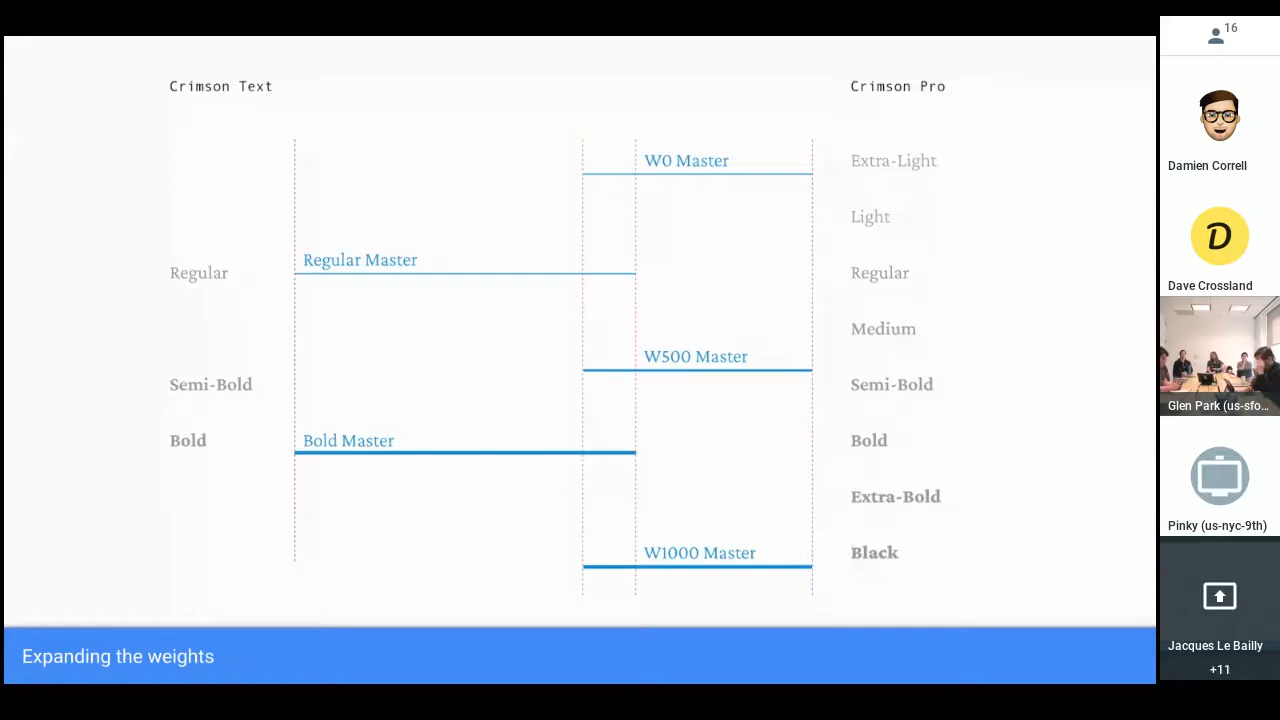 Crimson Text
Crimson Pro
W0 Master
Extra-Light
Light
Regular Master
Regular
Regular
Medium
W500 Master
Semi-Bold
Semi-Bold
Bold
Bold Master
Bold
Extra-Bold
W1000 Master
Black
Expanding the weights
16
Damien Correll
D
Dave Crossland
Glen Park (us-sfo...
Pinky (us-nyc-9th)
Jacques Le Bailly
+11